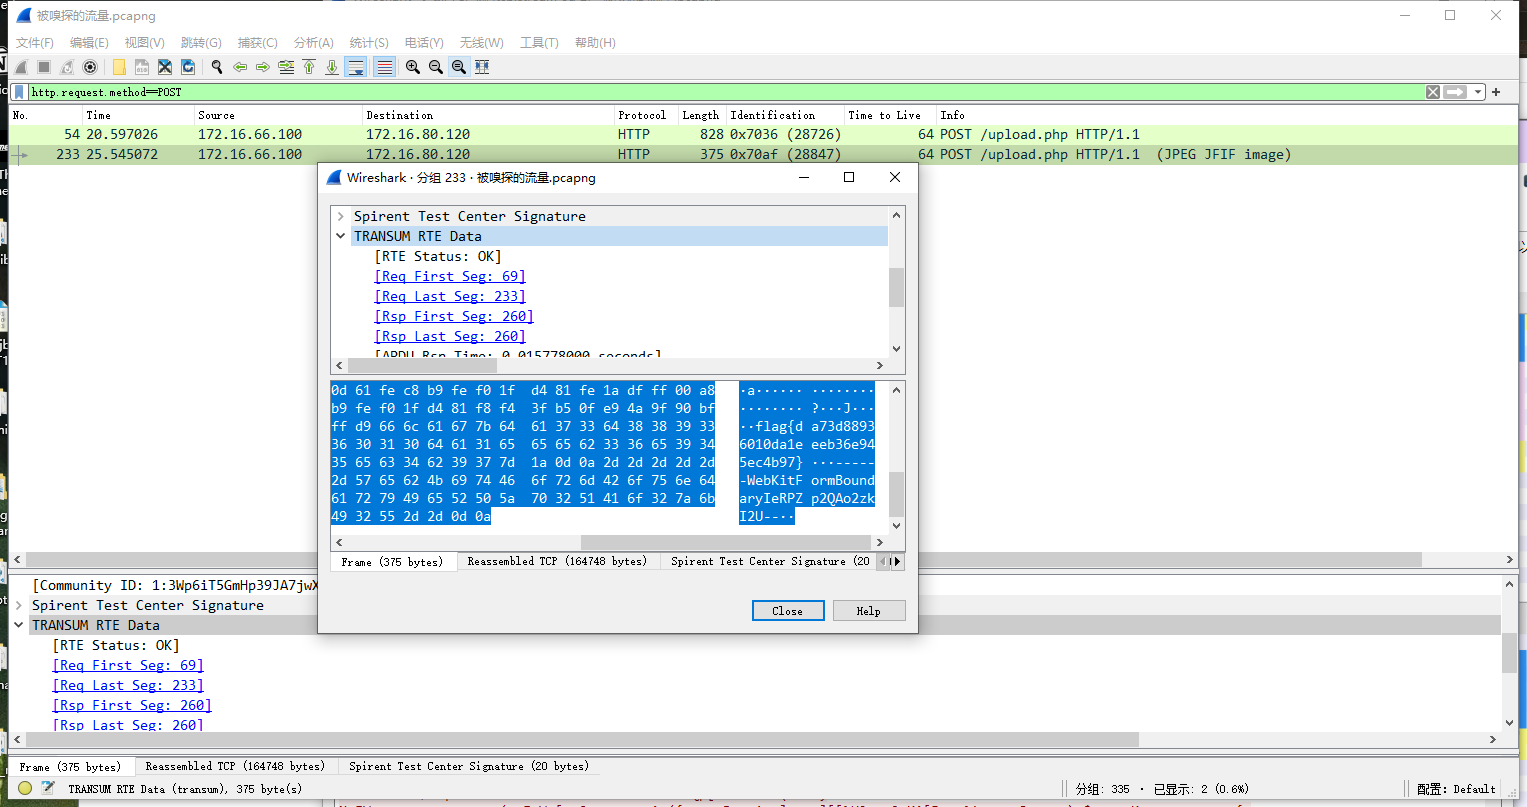 被嗅探的流量.pcapng
文件(F) 编辑(E) 视图(V) 跳转(G) 捕获(C) 分析(A) 统计(S) 电话(Y) 无线(W) 工具(T) 帮助(H)
http.request.method==POST
No. Time Source Destination Protocol Length Identification Time to Live Info
54 20.597026 172.16.66.100 172.16.80.120 HTTP 828 0x7036 (28726) 64 POST /upload.php HTTP/1.1
233 25.545072 172.16.66.100 172.16.80.120 HTTP 375 0x70af (28847) 64 POST /upload.php HTTP/1.1 (JPEG JFIF image)
Wireshark · 分组 233 · 被嗅探的流量.pcapng
Spirent Test Center Signature
TRANSUM RTE Data
[RTE Status: OK]
[Req First Seg: 69]
[Req Last Seg: 233]
[Rsp First Seg: 260]
[Rsp Last Seg: 260]
[APDU Rsp Time: 0.015778000 seconds]
0d 61 fe c8 b9 fe f0 1f d4 81 fe 1a df ff 00 a8 ·a······ ········
b9 fe f0 1f d4 81 f8 f4 3f b5 0f e9 4a 9f 90 bf ········ ?···J···
ff d9 66 6c 61 67 7b 64 61 37 33 64 38 38 39 33 ··flag{d a73d8893
36 30 31 30 64 61 31 65 65 65 62 33 36 65 39 34 6010da1e eeb36e94
35 65 63 34 62 39 37 7d 1a 0d 0a 2d 2d 2d 2d 2d 5ec4b97} ···-----
2d 57 65 62 4b 69 74 46 6f 72 6d 42 6f 75 6e 64 -WebKitF ormBound
61 72 79 49 65 52 50 5a 70 32 51 41 6f 32 7a 6b aryIeRPZ p2QAo2zk
49 32 55 2d 2d 0d 0a I2U--··
Frame (375 bytes) Reassembled TCP (164748 bytes) Spirent Test Center Signature (20
Close Help
[Community ID: 1:3Wp6iT5GmHp39JA7jwX
Spirent Test Center Signature
TRANSUM RTE Data
[RTE Status: OK]
[Req First Seg: 69]
[Req Last Seg: 233]
[Rsp First Seg: 260]
[Rsp Last Seg: 260]
Frame (375 bytes) Reassembled TCP (164748 bytes) Spirent Test Center Signature (20 bytes)
TRANSUM RTE Data (transum), 375 byte(s) 分组: 335 · 已显示: 2 (0.6%) 配置: Default